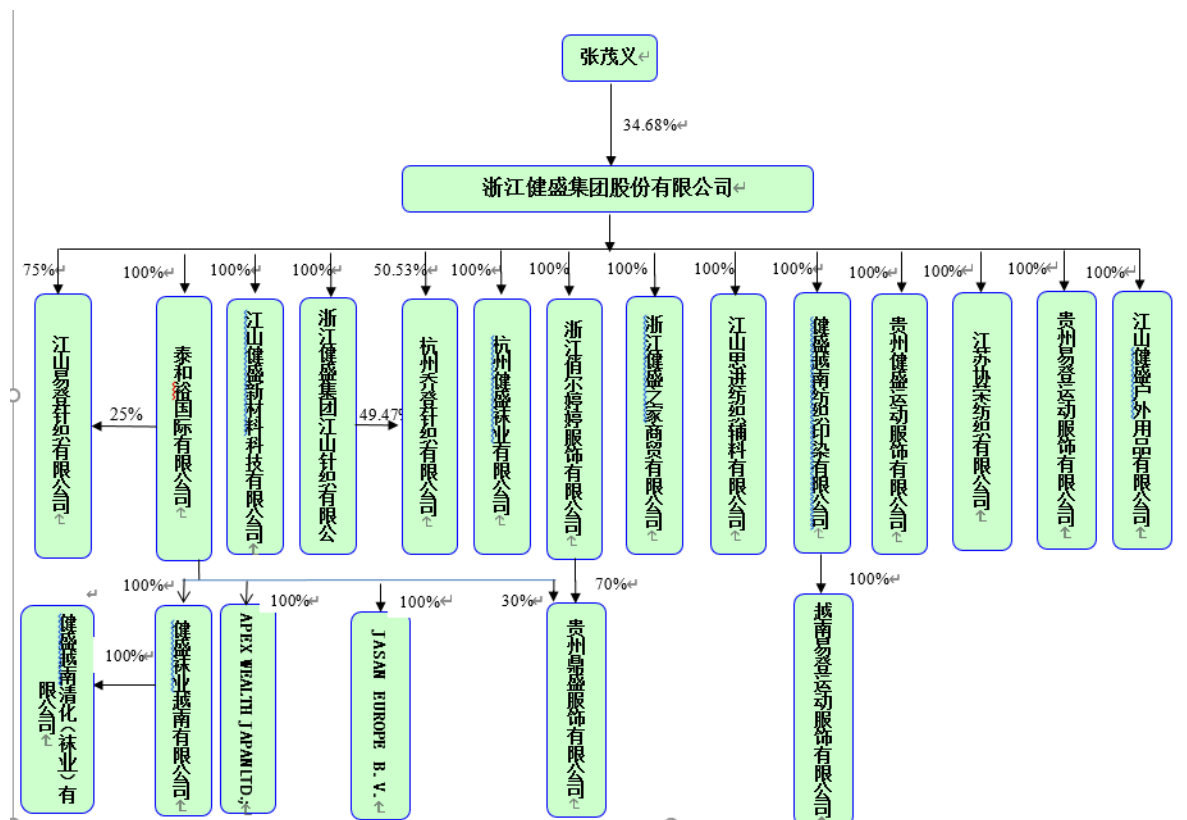 张茂义
34.68%
浙江健盛集团股份有限公司
75%
100%
100%
100%
50.53%
100%
100%
100%
100%
100%
100%
100%
100%
100%
江山易登针织有限公司
泰和裕国际有限公司
江山健盛新材料科技有限公司
浙江健盛集团江山针织有限公
杭州乔登针织有限公司
杭州健盛袜业有限公司
浙江俏尔婷婷服饰有限公司
浙江健盛之家商贸有限公司
江山思进纺织辅料有限公司
健盛越南纺织印染有限公司
贵州健盛运动服饰有限公司
江苏协荣纺织有限公司
贵州易登运动服饰有限公司
江山健盛户外用品有限公司
25%
49.47%
100%
100%
100%
30%
70%
100%
100%
健盛越南清化（袜业）有
限公司
健盛袜业越南有限公司
APEX WEALTH JAPAN LTD.;
JASAN EUROPE B.V.
贵州鼎盛服饰有限公司
越南易登运动服饰有限公司